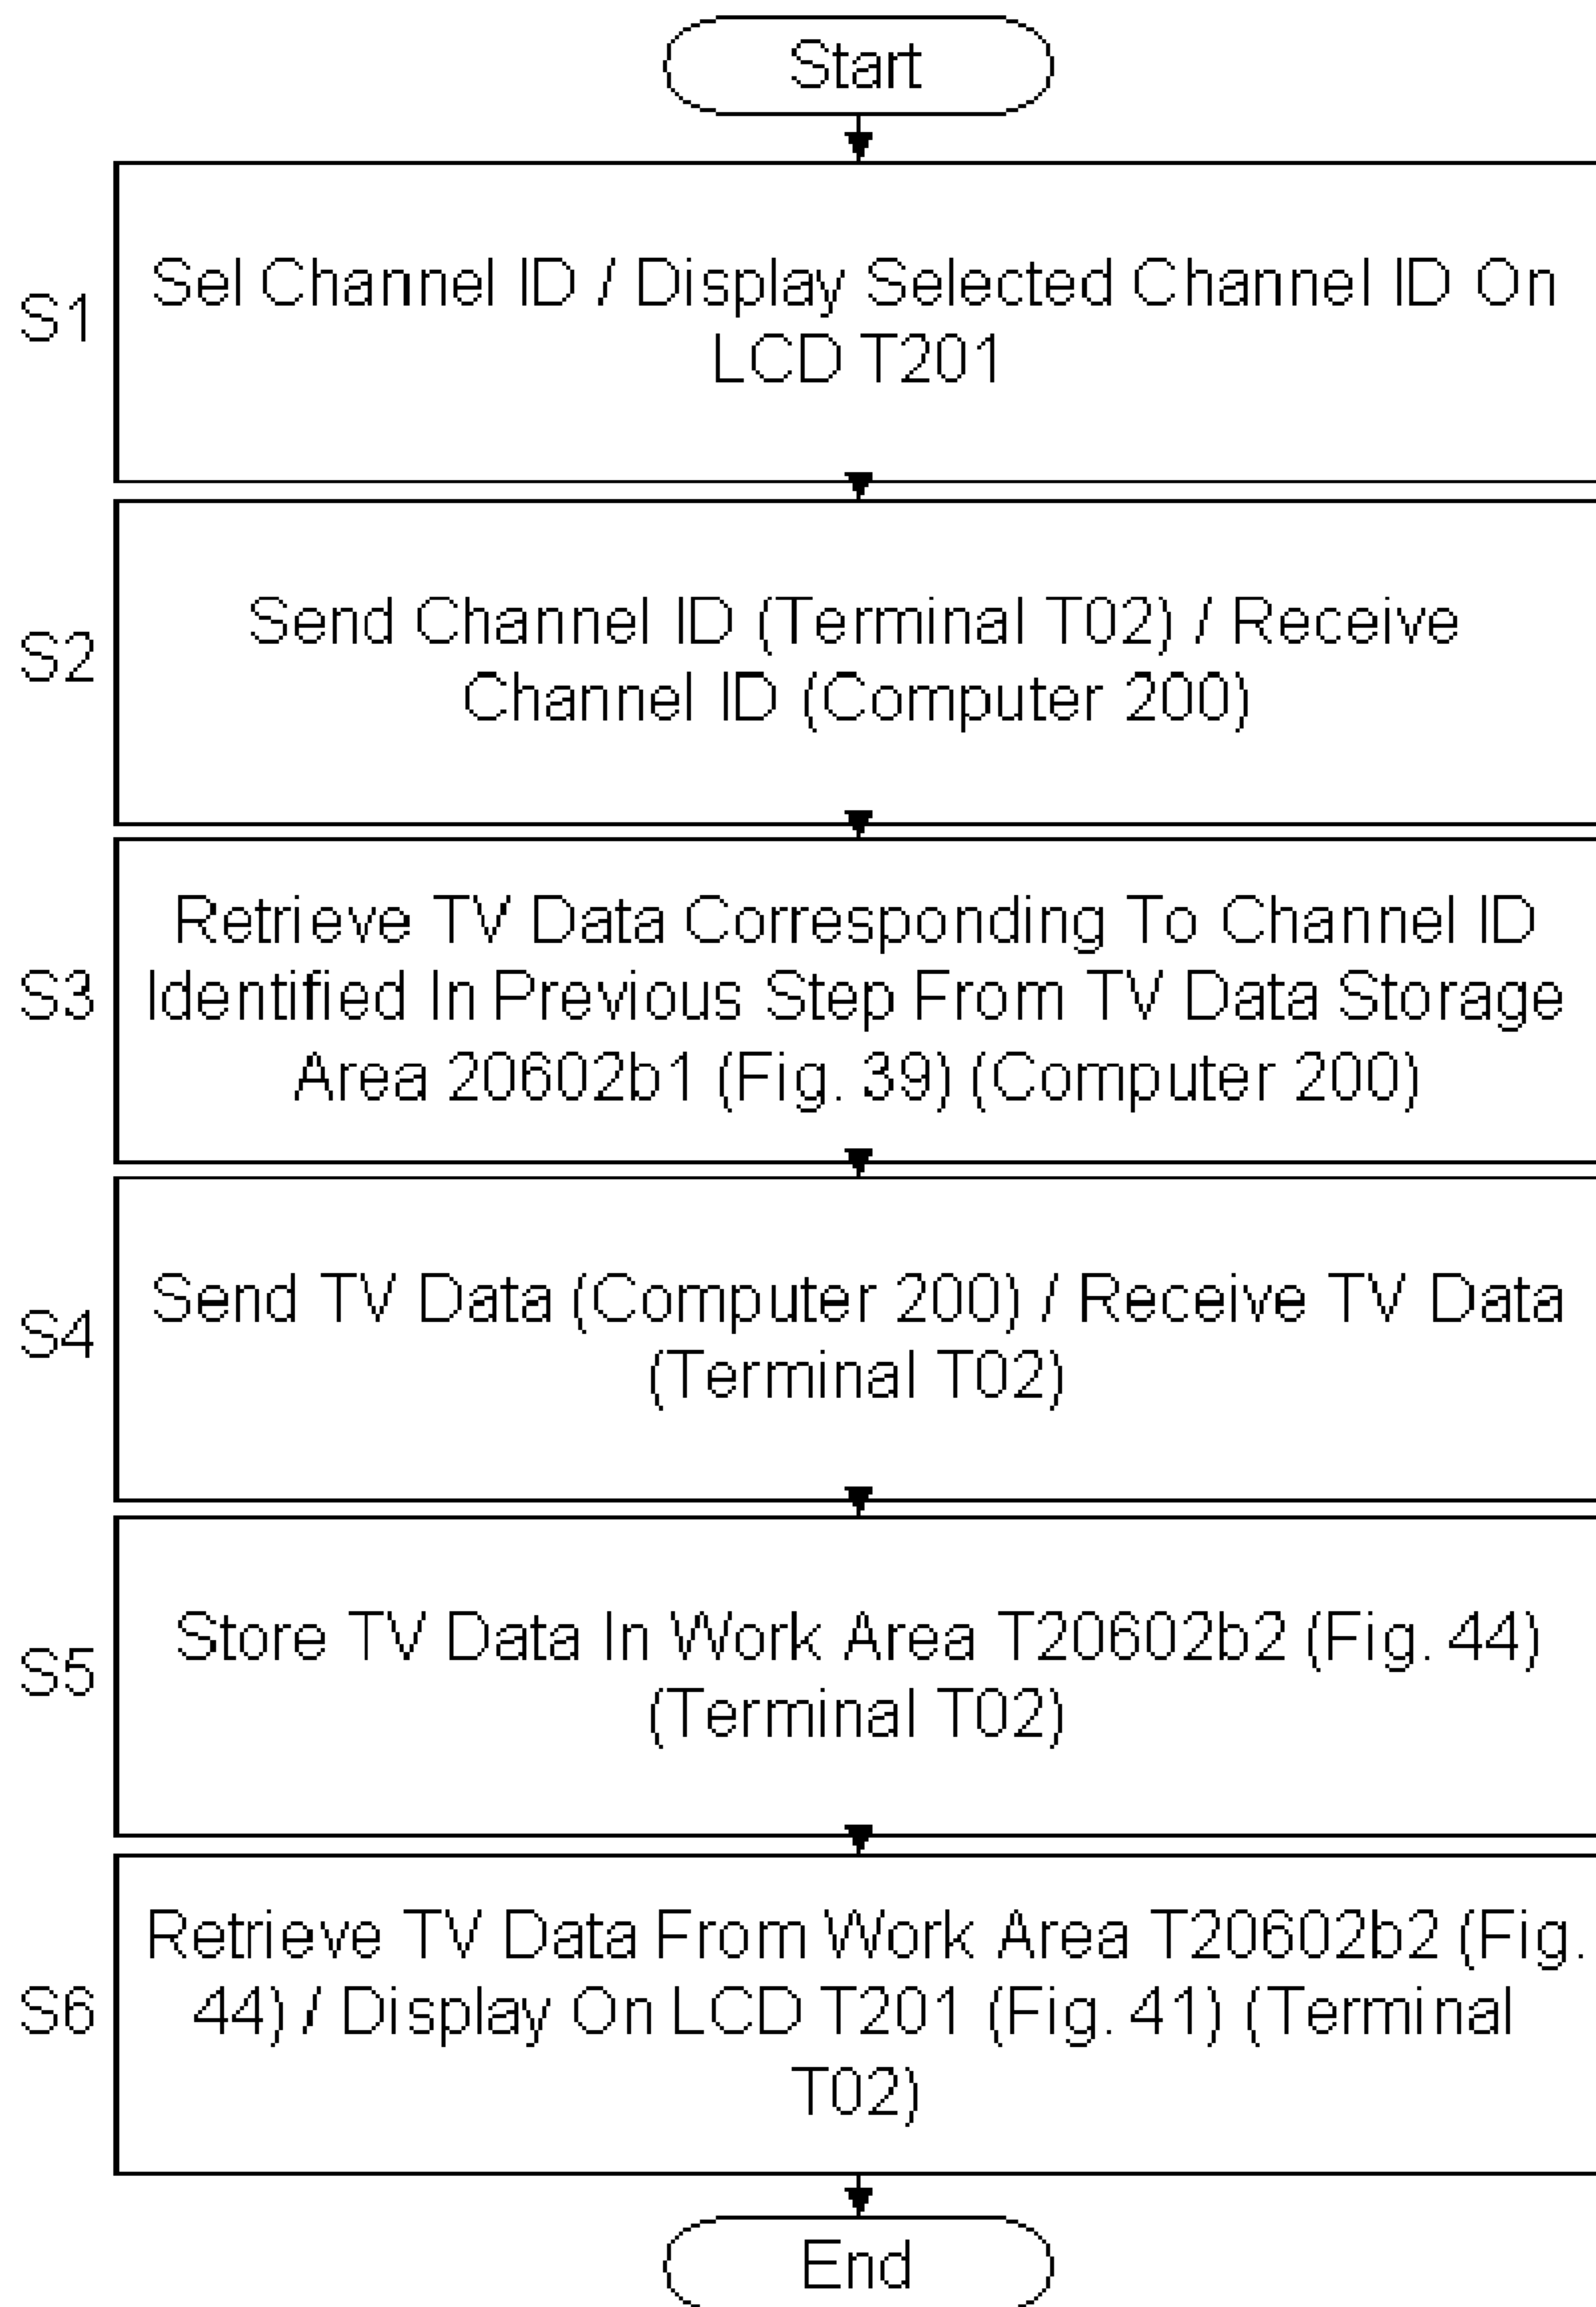 Start
S1
Sel Channel ID / Display Selected Channel ID On
LCD T201
S2
Send Channel ID (Terminal T02) / Receive
Channel ID (Computer 200)
S3
Retrieve TV Data Corresponding To Channel ID
Identified In Previous Step From TV Data Storage
Area 20602b1 (Fig. 39) (Computer 200)
S4
Send TV Data (Computer 200) / Receive TV Data
(Terminal T02)
S5
Store TV Data In Work Area T20602b2 (Fig. 44)
(Terminal T02)
S6
Retrieve TV Data From Work Area T20602b2 (Fig.
44) / Display On LCD T201 (Fig. 41) (Terminal
T02)
End